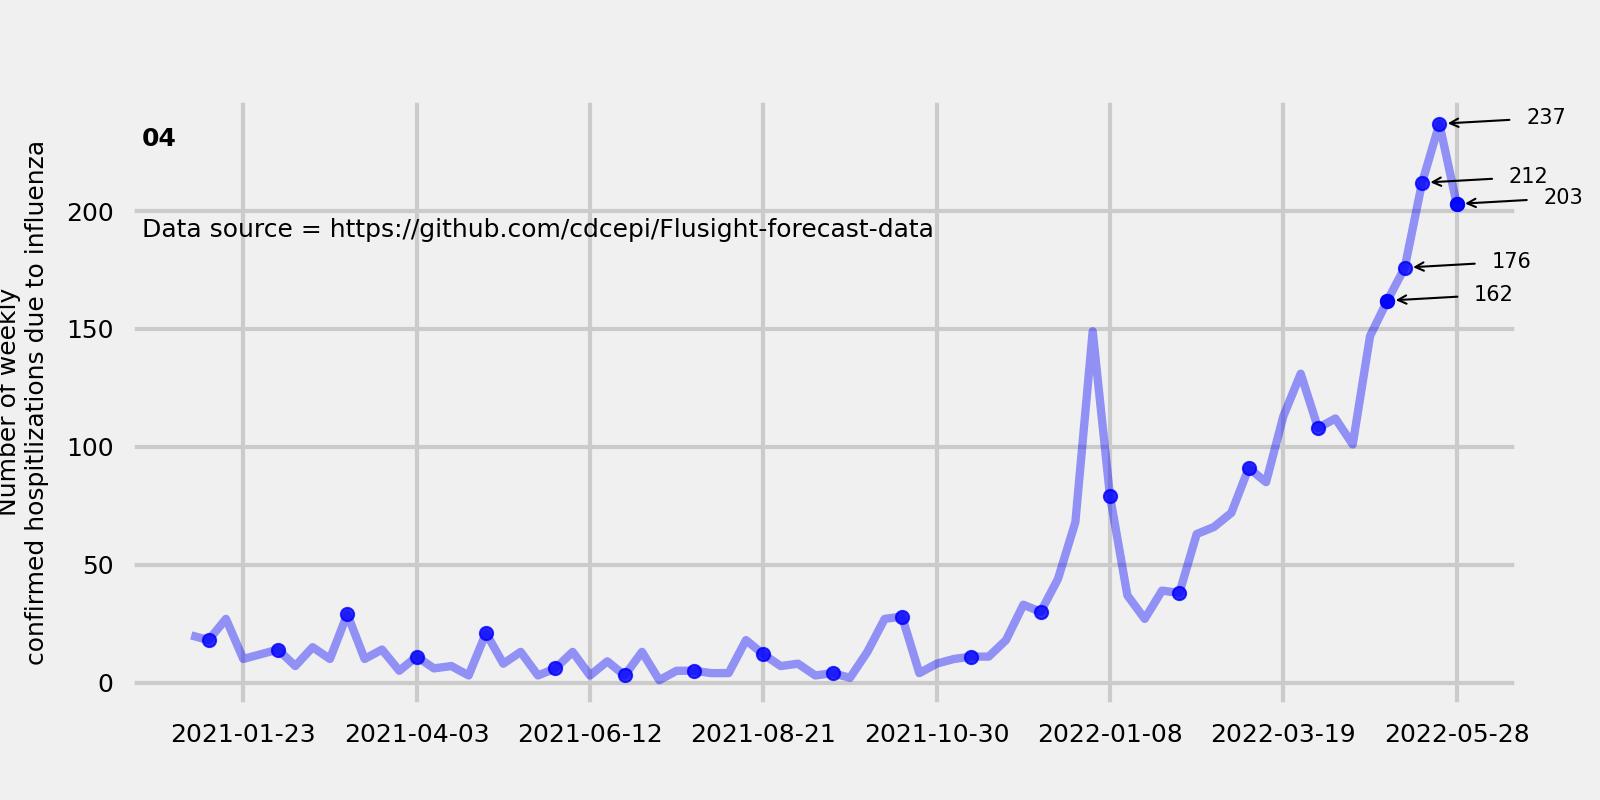 04
Data source = https://github.com/cdcepi/Flusight-forecast-data
Number of weekly
confirmed hospitlizations due to influenza
237
212
203
176
162
200
150
100
50
0
2021-01-23 2021-04-03 2021-06-12 2021-08-21 2021-10-30 2022-01-08 2022-03-19 2022-05-28